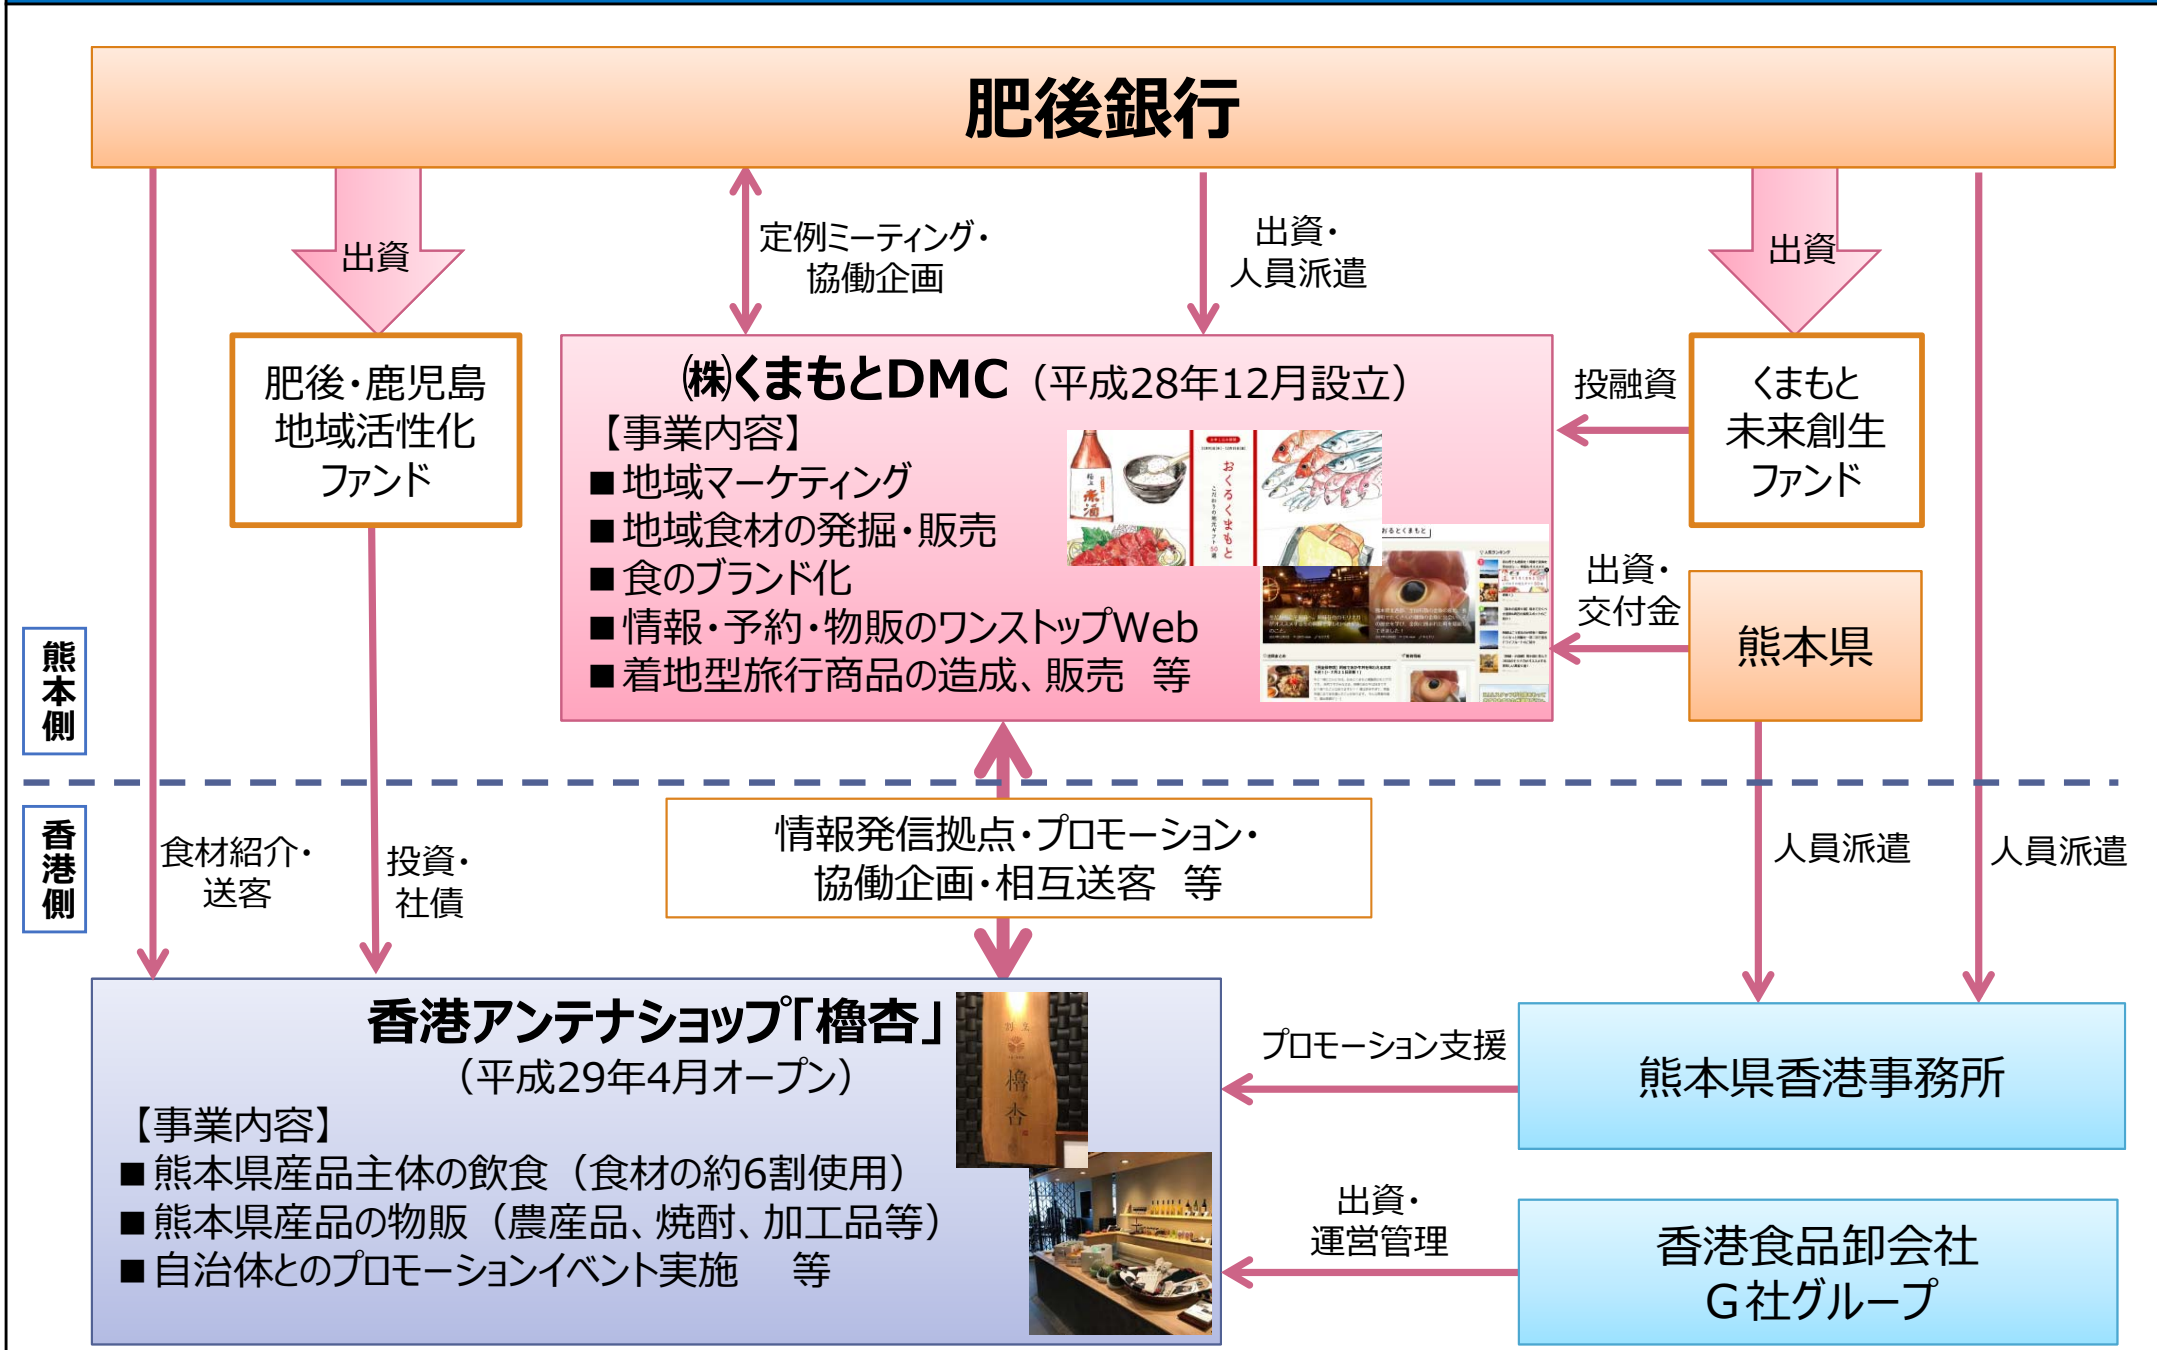 肥後銀行
出資
定例ミーティング・
協働企画
出資・
人員派遣
出資
肥後・鹿児島
地域活性化
ファンド
㈱くまもとDMC（平成28年12月設立）
【事業内容】
■地域マーケティング
■地域食材の発掘・販売
■食のブランド化
■情報・予約・物販のワンストップWeb
■着地型旅行商品の造成、販売　等
おくるくまもと
投融資
くまもと
未来創生
ファンド
出資・
交付金
熊本県
熊本側
香港側
食材紹介・
送客
投資・
社債
情報発信拠点・プロモーション・
協働企画・相互送客　等
人員派遣
人員派遣
香港アンテナショップ「櫓杏」
（平成29年4月オープン）
【事業内容】
■熊本県産品主体の飲食（食材の約6割使用）
■熊本県産品の物販（農産品、焼酎、加工品等）
■自治体とのプロモーションイベント実施　等
櫓杏
プロモーション支援
熊本県香港事務所
出資・
運営管理
香港食品卸会社
G社グループ